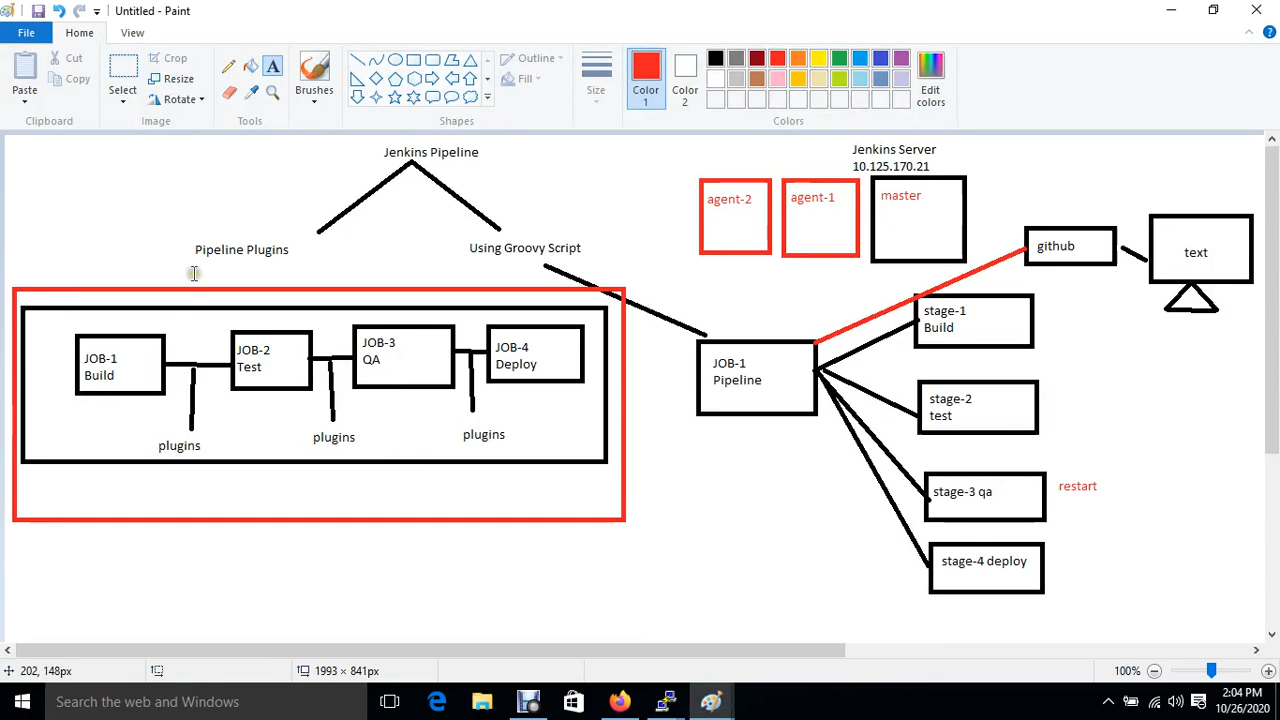 Untitled - Paint
File
Home
View
Paste
Cut
Copy
Clipboard
Select
Crop
Resize
Rotate
Image
A
Tools
Brushes
Outline
Fill
Shapes
Size
Color
1
Color
2
Edit
colors
Colors
Jenkins Pipeline
Pipeline Plugins
Using Groovy Script
Jenkins Server
10.125.170.21
agent-2
agent-1
master
github
text
JOB-1
Build
JOB-2
Test
JOB-3
QA
JOB-4
Deploy
plugins
plugins
plugins
JOB-1
Pipeline
stage-1
Build
stage-2
test
stage-3 qa
restart
stage-4 deploy
202, 148px
1993 × 841px
100%
Search the web and Windows
2:04 PM
10/26/2020